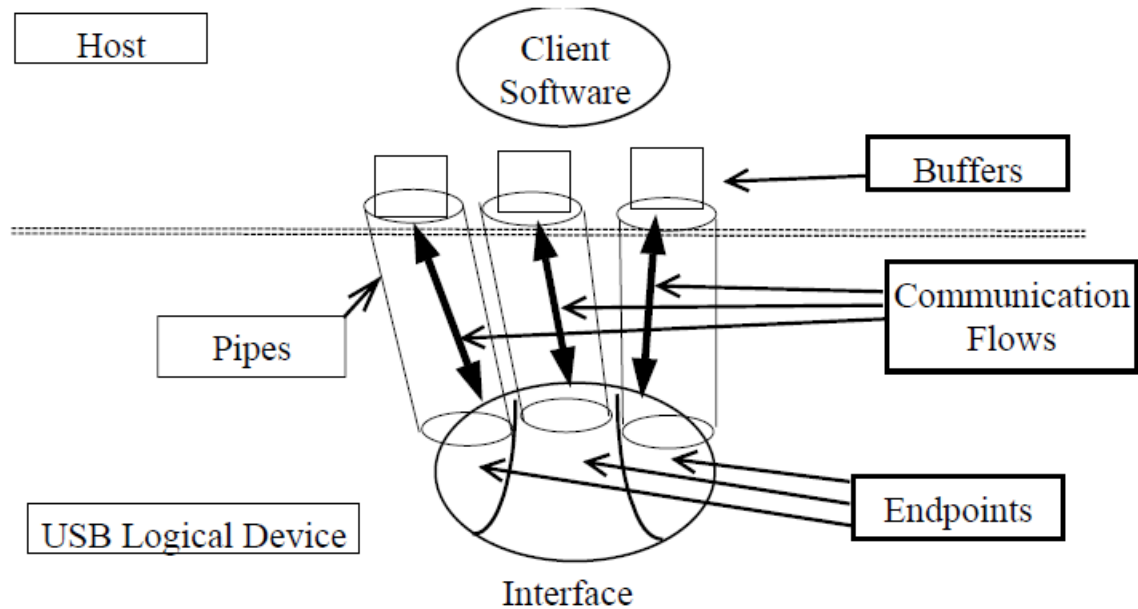 Host
Client
Software
Buffers
Communication
Flows
Pipes
Endpoints
USB Logical Device
Interface